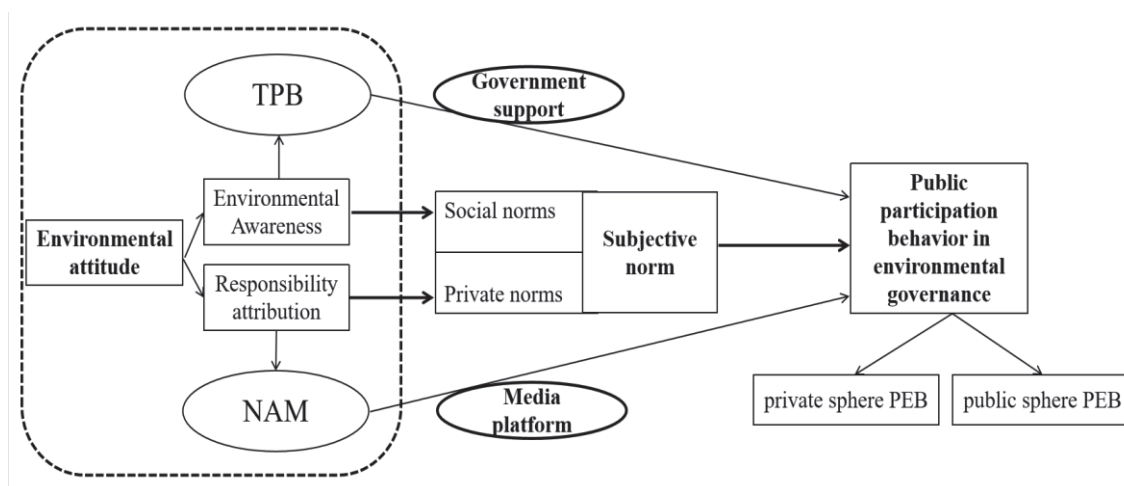 TPB
Government
support
Environmental
Awareness
Environmental
attitude
Responsibility
attribution
NAM
Social norms
Private norms
Subjective
norm
Media
platform
Public
participation
behavior in
environmental
governance
private sphere PEB
public sphere PEB